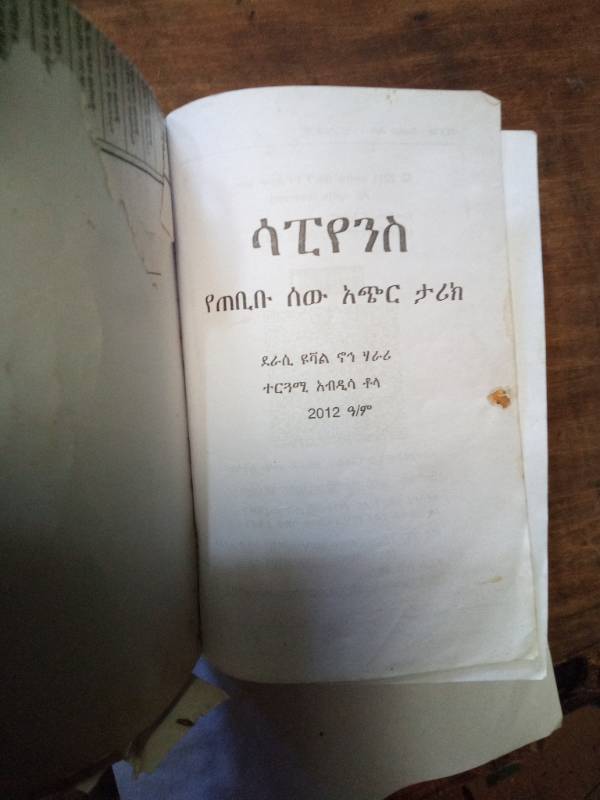 ሳፒየንስ
የጠቢቡ ሰው አጭር ታሪክ
ደራሲ ዩቫል ኖኅ ሃራሪ
ተርጓሚ አብዲሳ ቶላ
2012 ዓ/ም